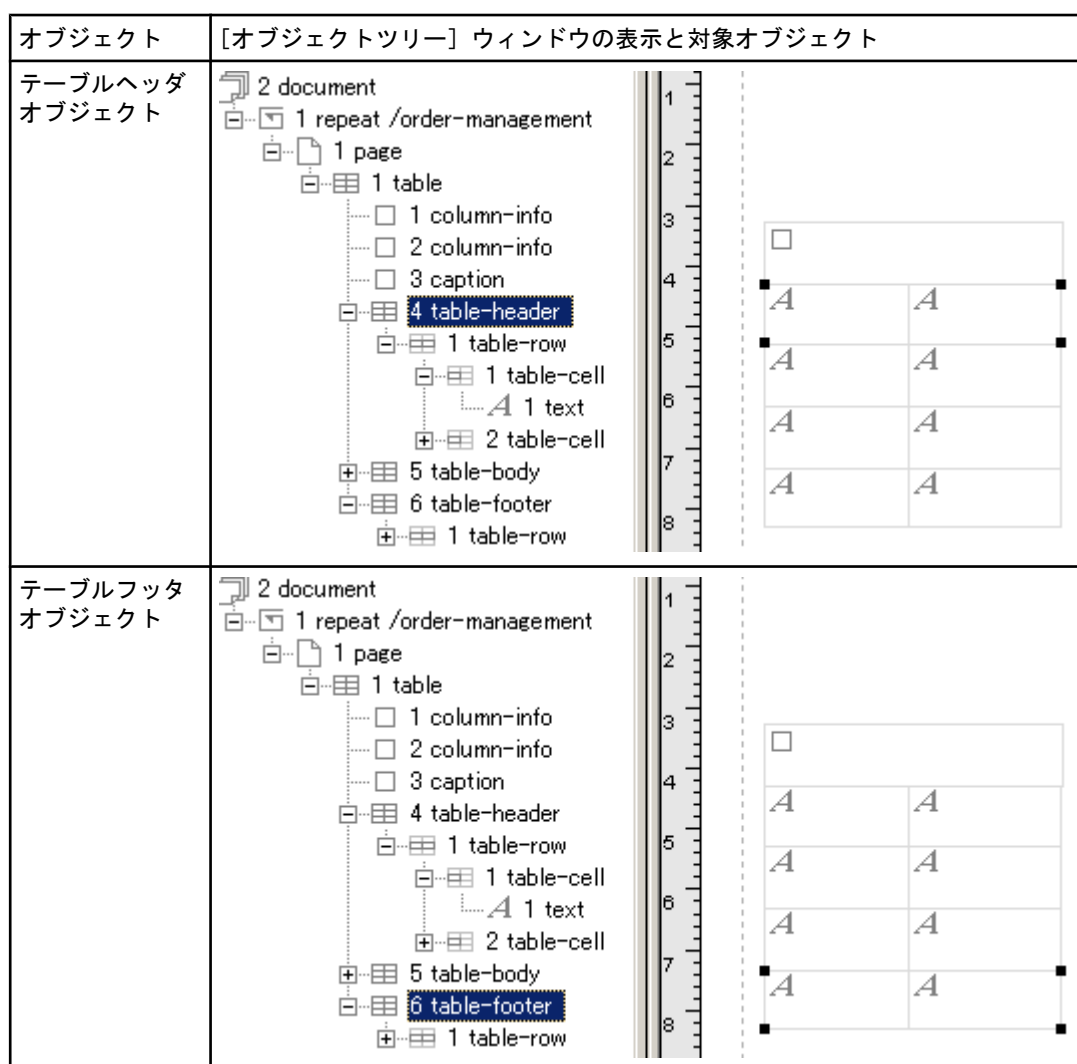 オブジェクト
［オブジェクトツリー］ウィンドウの表示と対象オブジェクト
テーブルヘッダ
オブジェクト
2 document
1 repeat /order-management
1 page
1 table
1 column-info
2 column-info
3 caption
4 table-header
1 table-row
1 table-cell
A 1 text
2 table-cell
5 table-body
6 table-footer
1 table-row
1
2
3
4
5
6
7
8
A A
A A
A A
A A
テーブルフッタ
オブジェクト
2 document
1 repeat /order-management
1 page
1 table
1 column-info
2 column-info
3 caption
4 table-header
1 table-row
1 table-cell
A 1 text
2 table-cell
5 table-body
6 table-footer
1 table-row
1
2
3
4
5
6
7
8
A A
A A
A A
A A